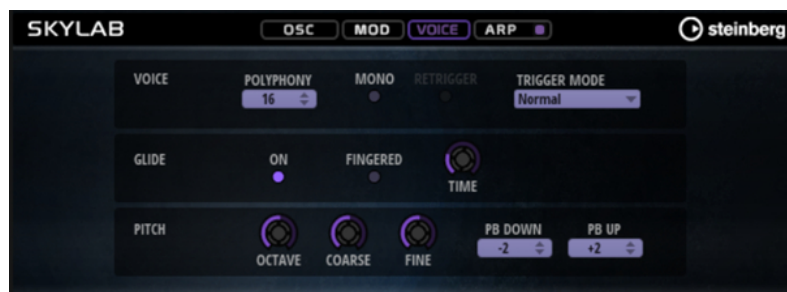 SKYLAB OSC MOD VOICE ARP steinberg
VOICE POLYPHONY MONO RETRIGGER TRIGGER MODE
16 Normal
GLIDE ON FINGERED
TIME
PITCH PB DOWN PB UP
-2 +2
OCTAVE COARSE FINE